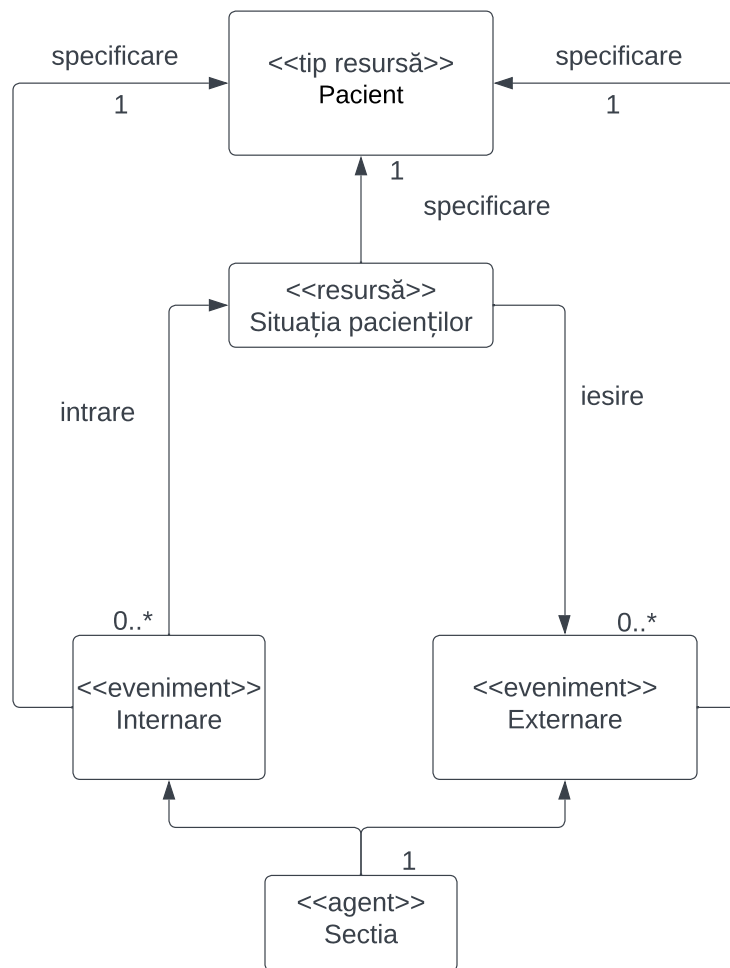 specificare
1
<<tip resursă>>
Pacient
specificare
1
1
specificare
<<resursă>>
Situația pacienților
intrare
iesire
0..*
0..*
<<eveniment>>
Internare
<<eveniment>>
Externare
1
<<agent>>
Sectia